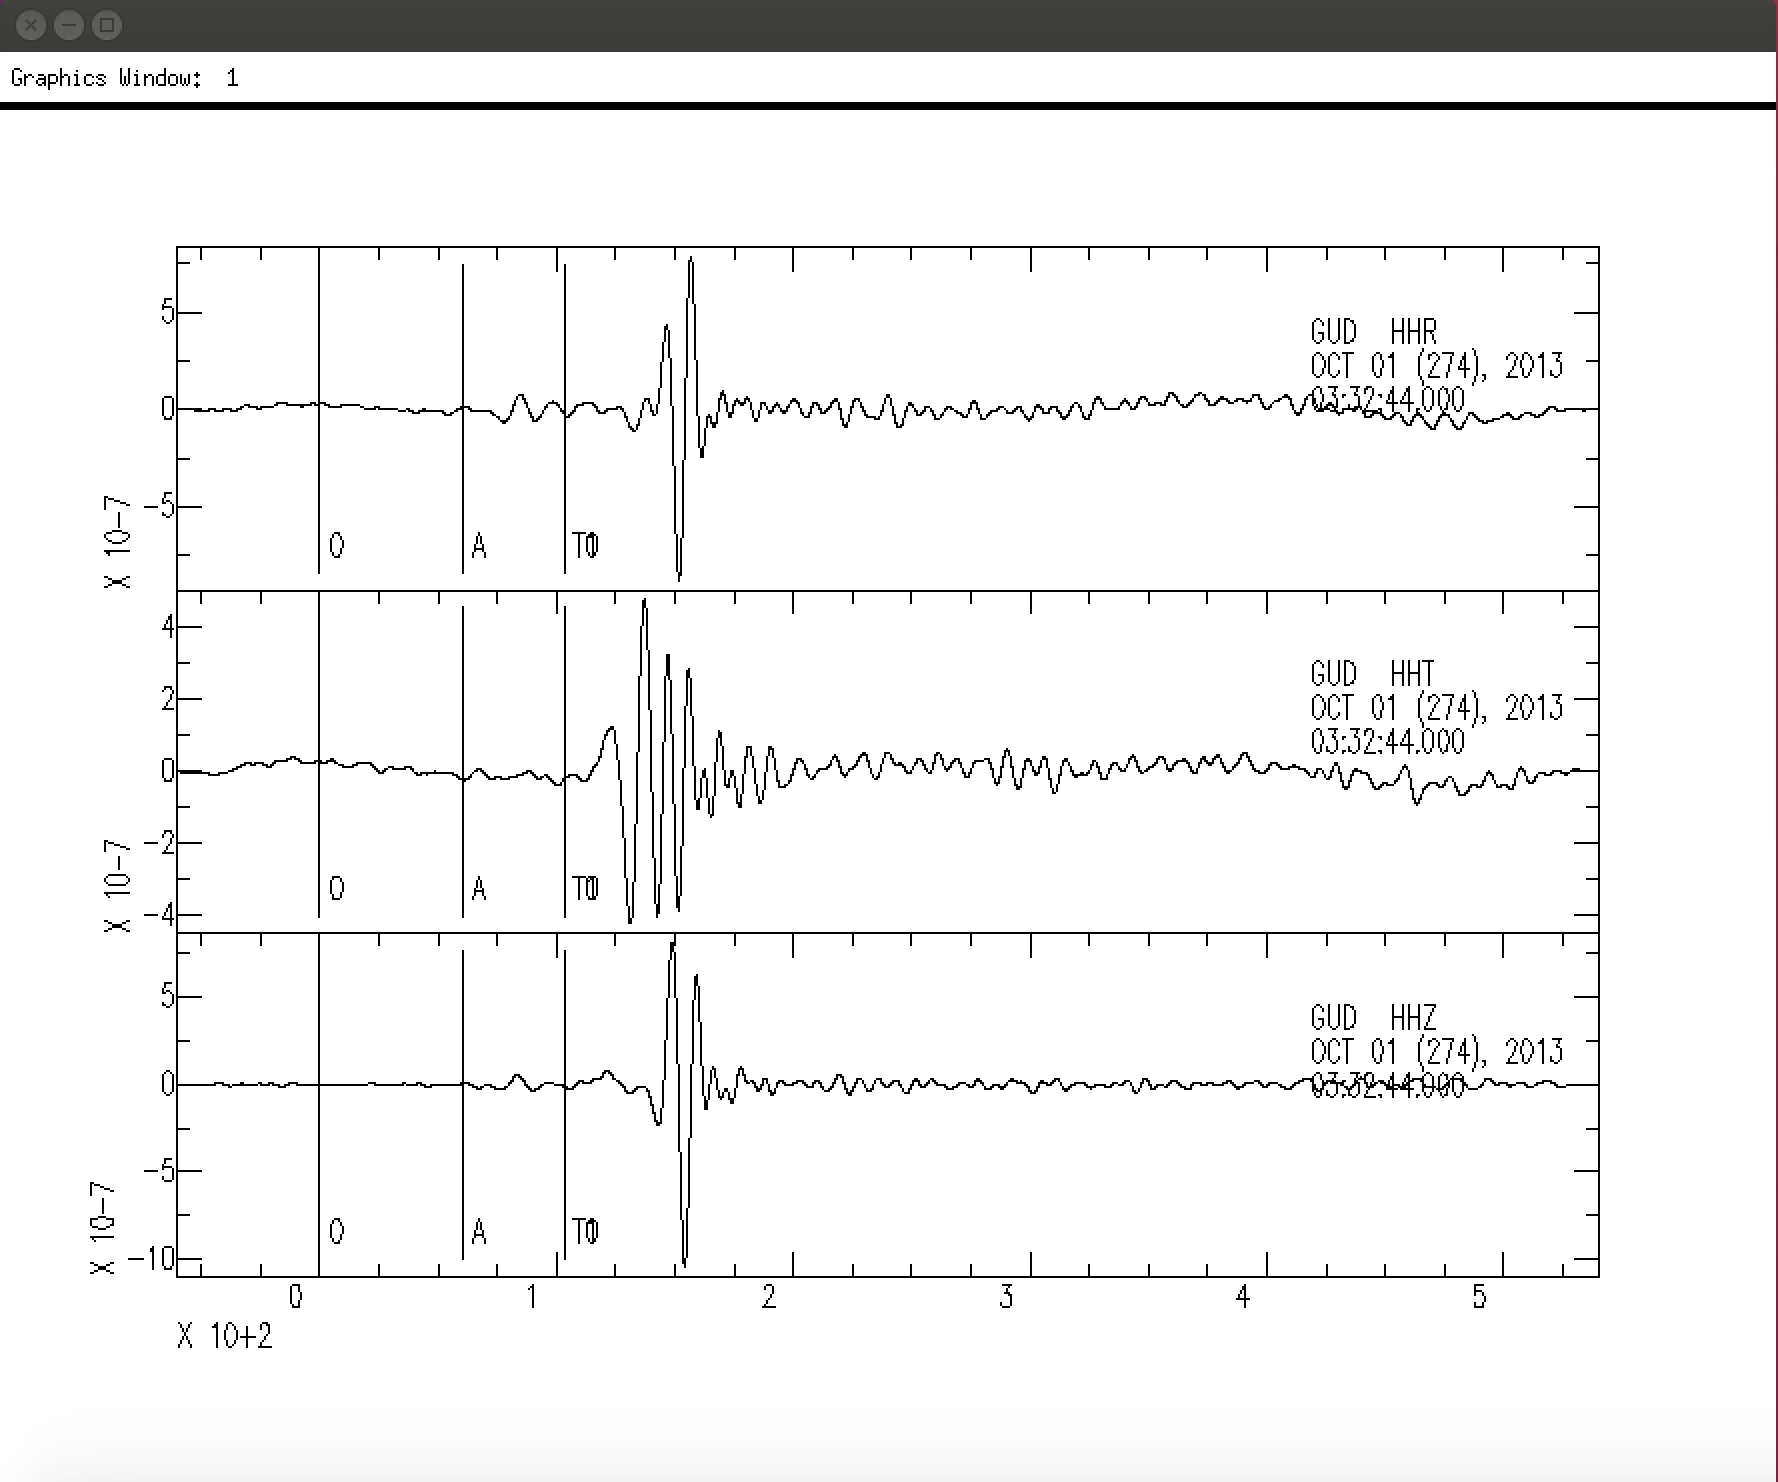 Graphics Window: 1
5
0
-5
X 10-7
O
A
GUD HHR
OCT 01 (274), 2013
03:32:44.000
4
2
0
-2
-4
X 10-7
O
A
GUD HHT
OCT 01 (274), 2013
03:32:44.000
5
0
-5
-10
X 10-7
O
A
GUD HHZ
OCT 01 (274), 2013
03:32:44.000
0 1 2 3 4 5
X 10+2